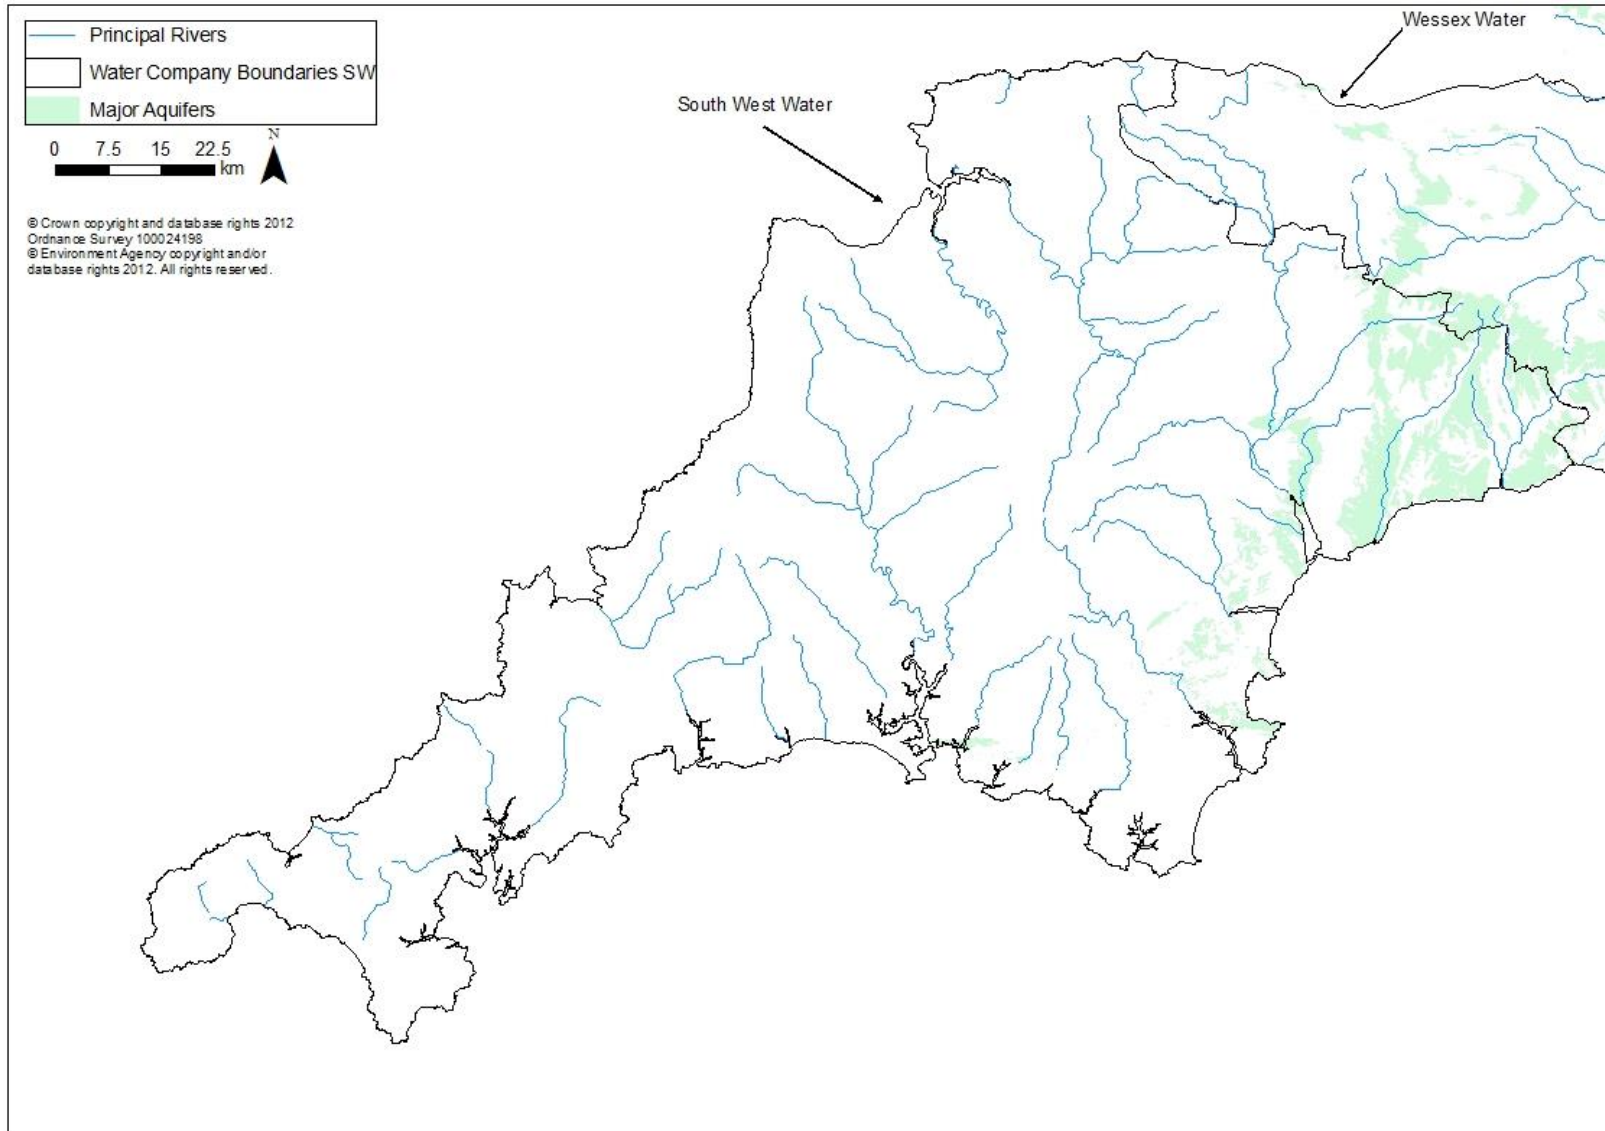 Principal Rivers
Water Company Boundaries SW
Major Aquifers
0 7.5 15 22.5
km
N
© Crown copyright and database rights 2012
Ordnance Survey 100024198
© Environment Agency copyright and/or
database rights 2012. All rights reserved.
South West Water
Wessex Water